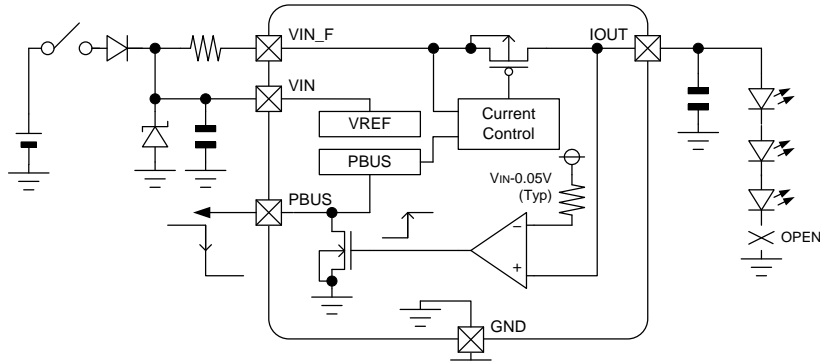 VIN_F
IOUT
VIN
VREF
Current
Control
PBUS
VIN-0.05V
(Typ)
PBUS
−
+
OPEN
GND